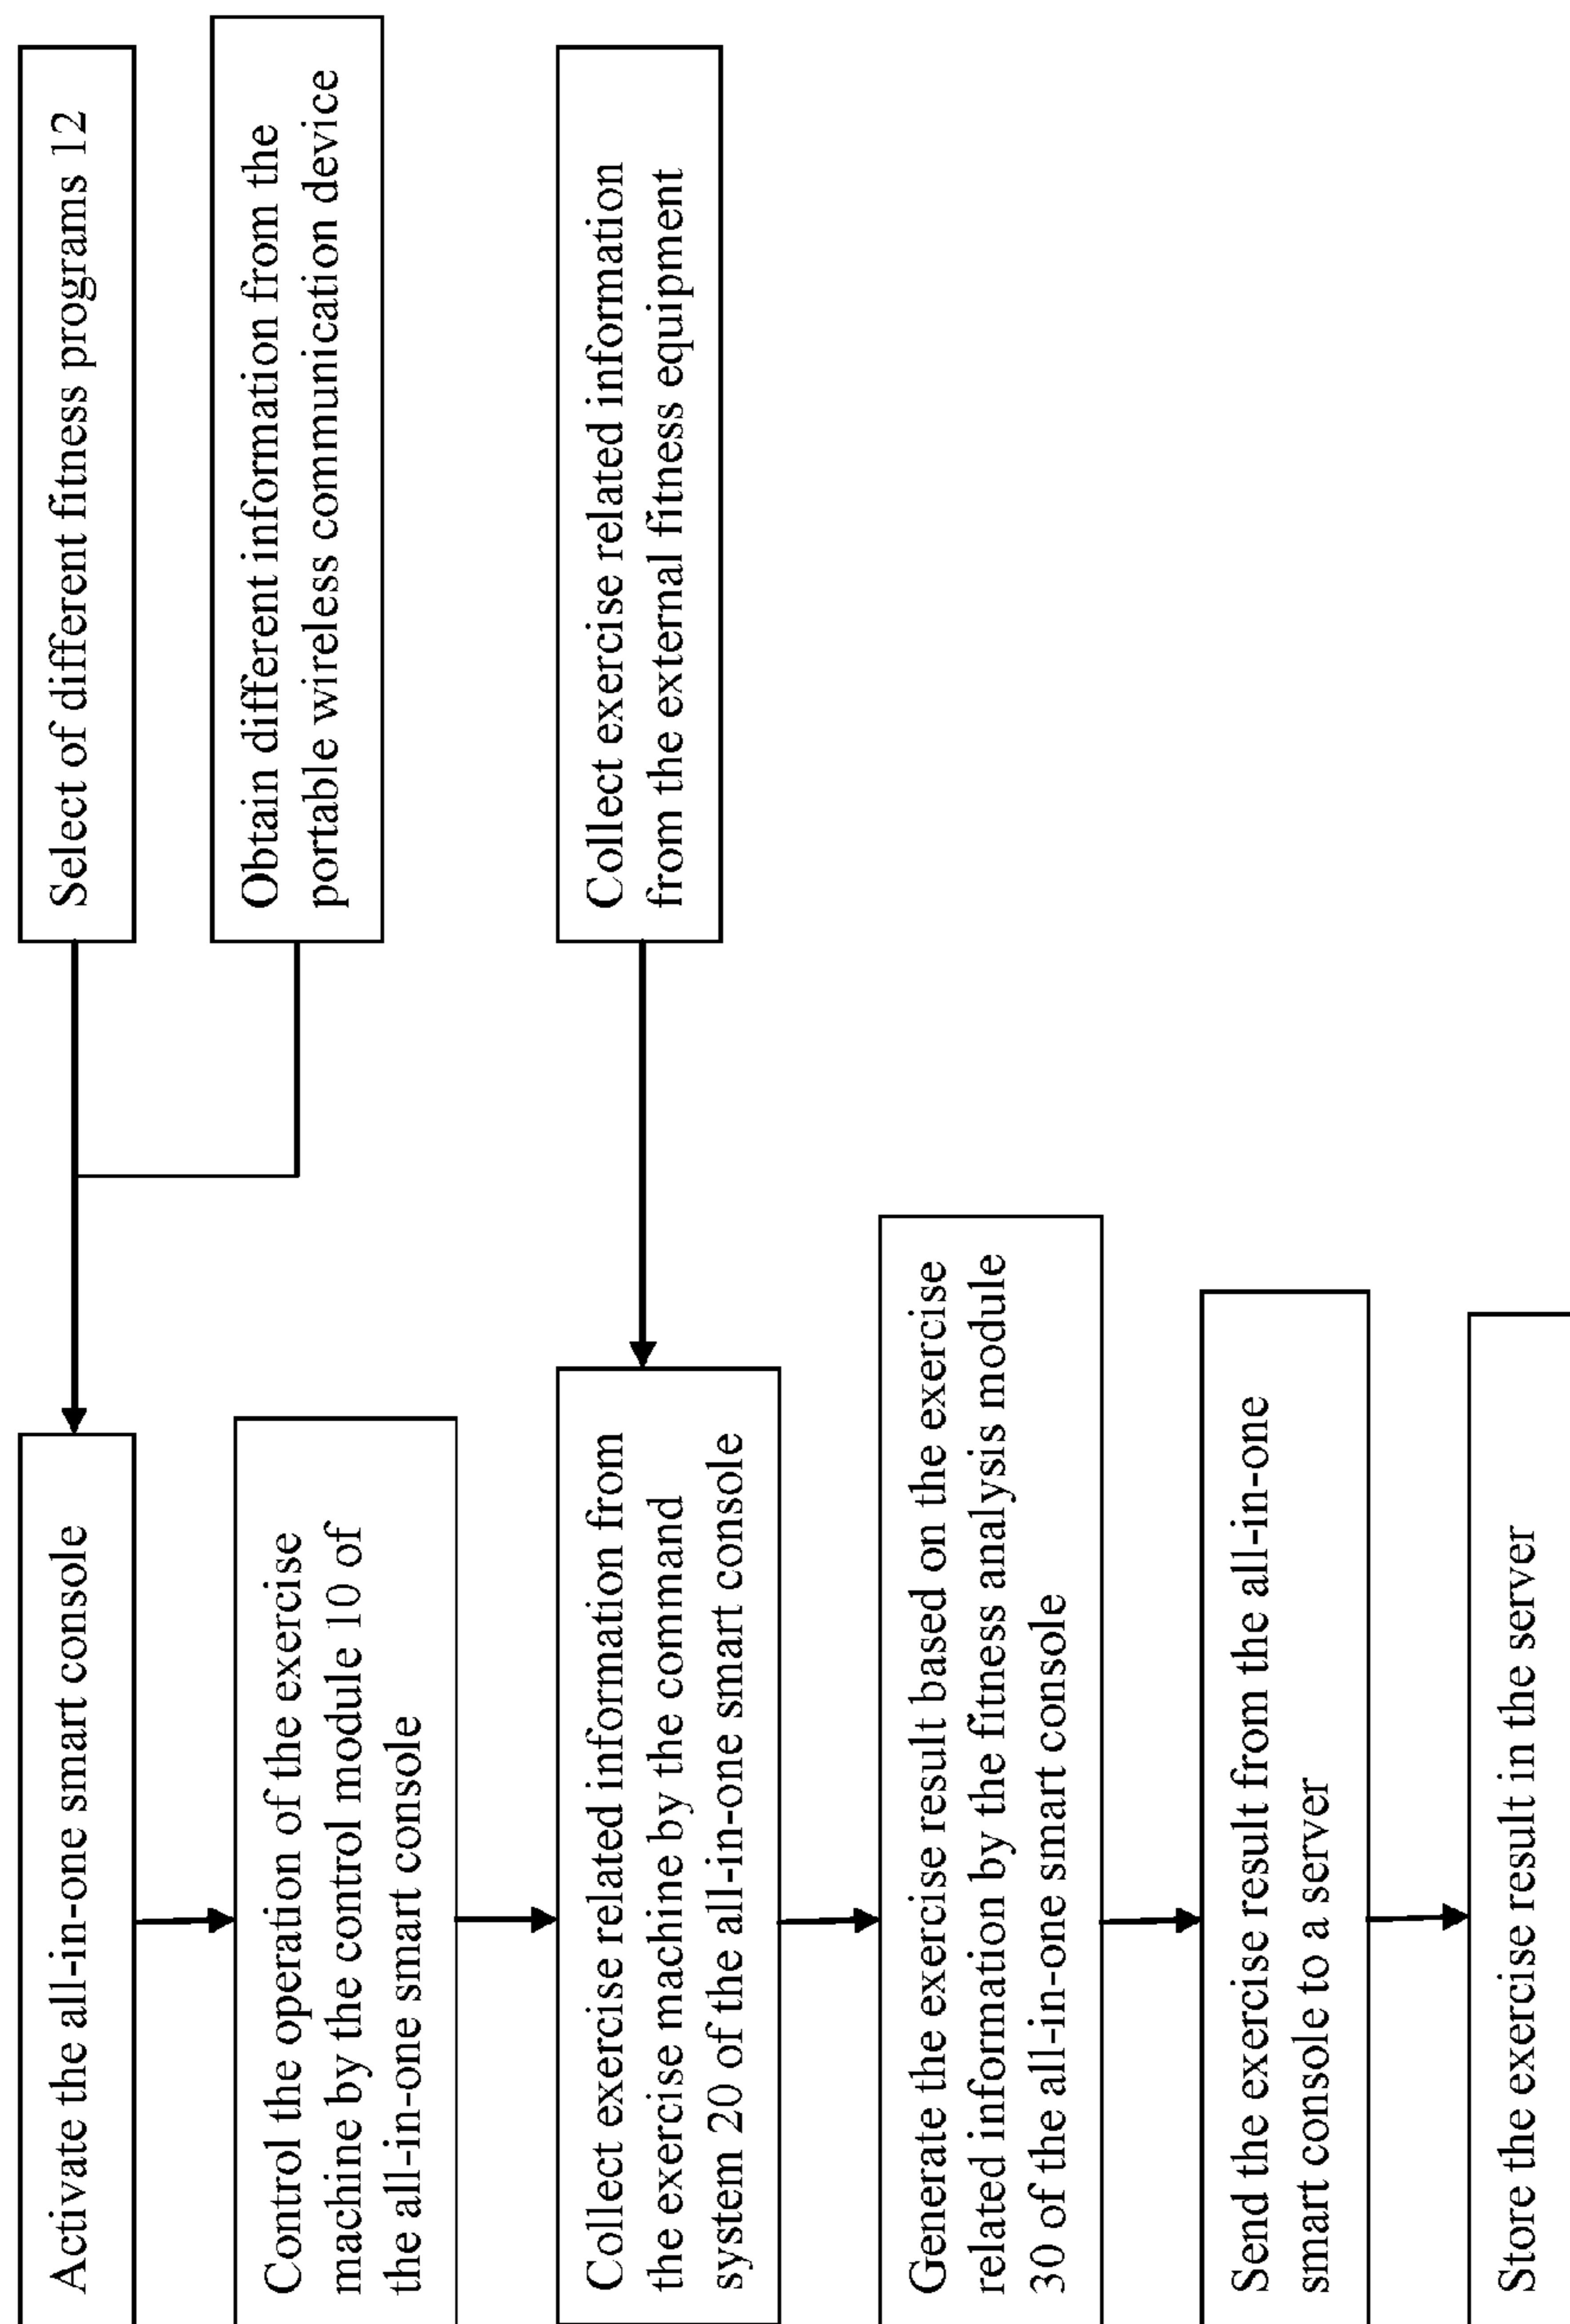 Activate the all-in-one smart console
Select of different fitness programs 12
Obtain different information from the
portable wireless communication device
Control the operation of the exercise
machine by the control module 10 of
the all-in-one smart console
Collect exercise related information from
the exercise machine by the command
system 20 of the all-in-one smart console
Collect exercise related information
from the external fitness equipment
Generate the exercise result based on the exercise
related information by the fitness analysis module
30 of the all-in-one smart console
Send the exercise result from the all-in-one
smart console to a server
Store the exercise result in the server